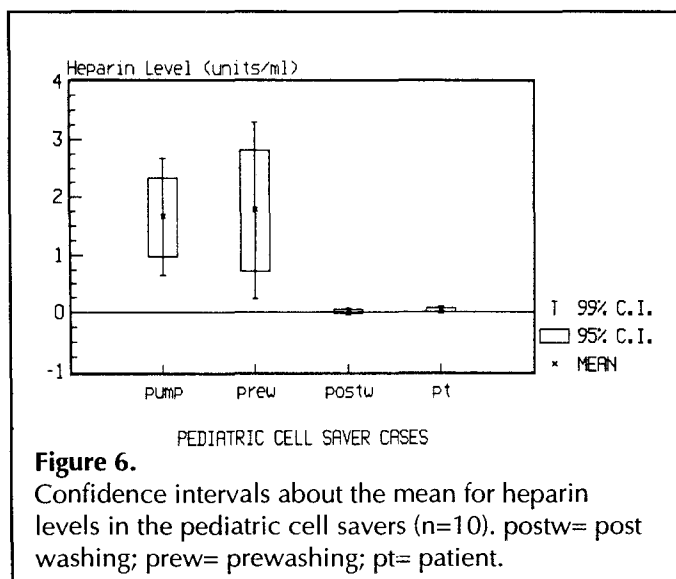 Heparin Level (units/ml)
4
3
2
1
0
-1
pump prew postw pt
T 99% C.I.
95% C.I.
× MEAN
PEDIATRIC CELL SAVER CASES
Figure 6.
Confidence intervals about the mean for heparin
levels in the pediatric cell savers (n=10). postw= post
washing; prew= prewashing; pt= patient.